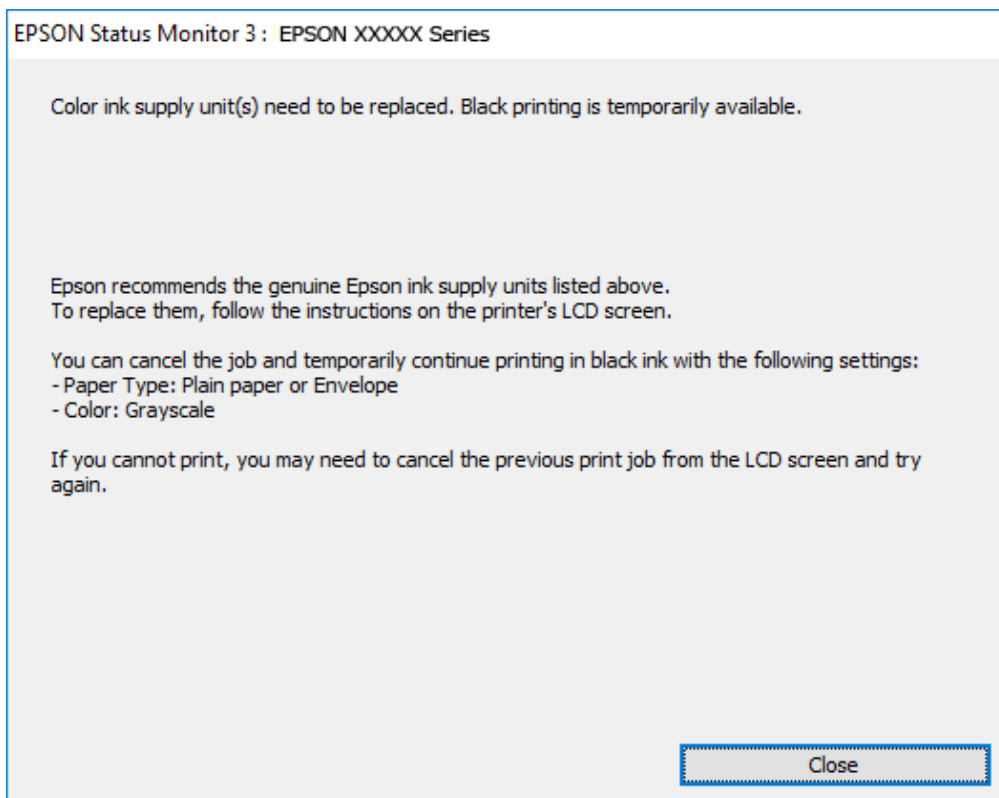 EPSON Status Monitor 3 : EPSON XXXXX Series
Color ink supply unit(s) need to be replaced. Black printing is temporarily available.
Epson recommends the genuine Epson ink supply units listed above.
To replace them, follow the instructions on the printer's LCD screen.
You can cancel the job and temporarily continue printing in black ink with the following settings:
- Paper Type: Plain paper or Envelope
- Color: Grayscale
If you cannot print, you may need to cancel the previous print job from the LCD screen and try
again.
Close